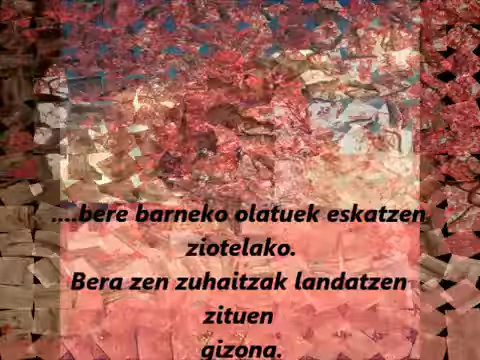 ....bere barneko olatuek eskatzen
ziotelako.
Bera zen zuhaitzak landatzen
zituen
gizona.